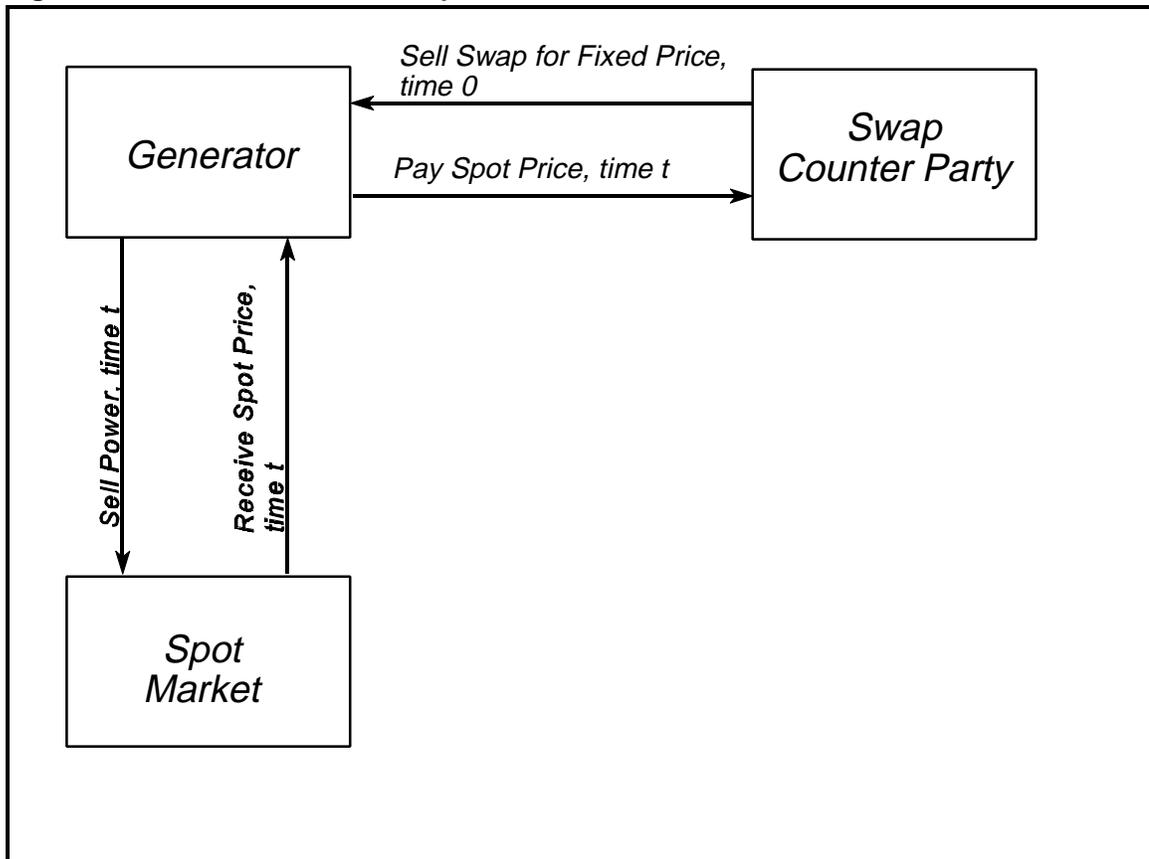 Sell Swap for Fixed Price,
time 0
Generator
Swap
Counter Party
Pay Spot Price, time t
Sell Power, time t
Receive Spot Price,
time t
Spot
Market